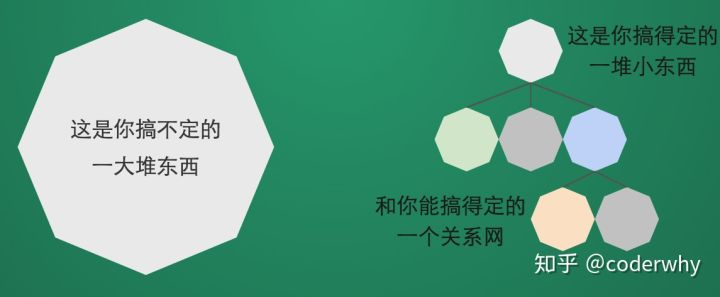 这是你搞不定的
一大堆东西
这是你搞得定的
一堆小东西
和你能搞得定的
一个关系网
知乎 @coderwhy